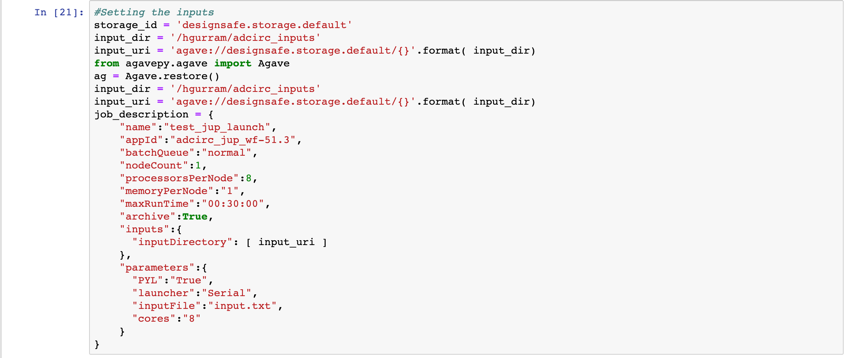 In [21]: #Setting the inputs
storage_id = 'designsafe.storage.default'
input_dir = '/hgurram/adcirc_inputs'
input_uri = 'agave://designsafe.storage.default/{}'.format( input_dir)
from agavepy.agave import Agave
ag = Agave.restore()
input_dir = '/hgurram/adcirc_inputs'
input_uri = 'agave://designsafe.storage.default/{}'.format( input_dir)
job_description = {
    "name":"test_jup_launch",
    "appId":"adcirc_jup_wf-51.3",
    "batchQueue":"normal",
    "nodeCount":1,
    "processorsPerNode":8,
    "memoryPerNode":"1",
    "maxRunTime":"00:30:00",
    "archive":True,
    "inputs":{
      "inputDirectory": [ input_uri ]
    },
    "parameters":{
      "PYL":"True",
      "launcher":"Serial",
      "inputFile":"input.txt",
      "cores":"8"
    }
}